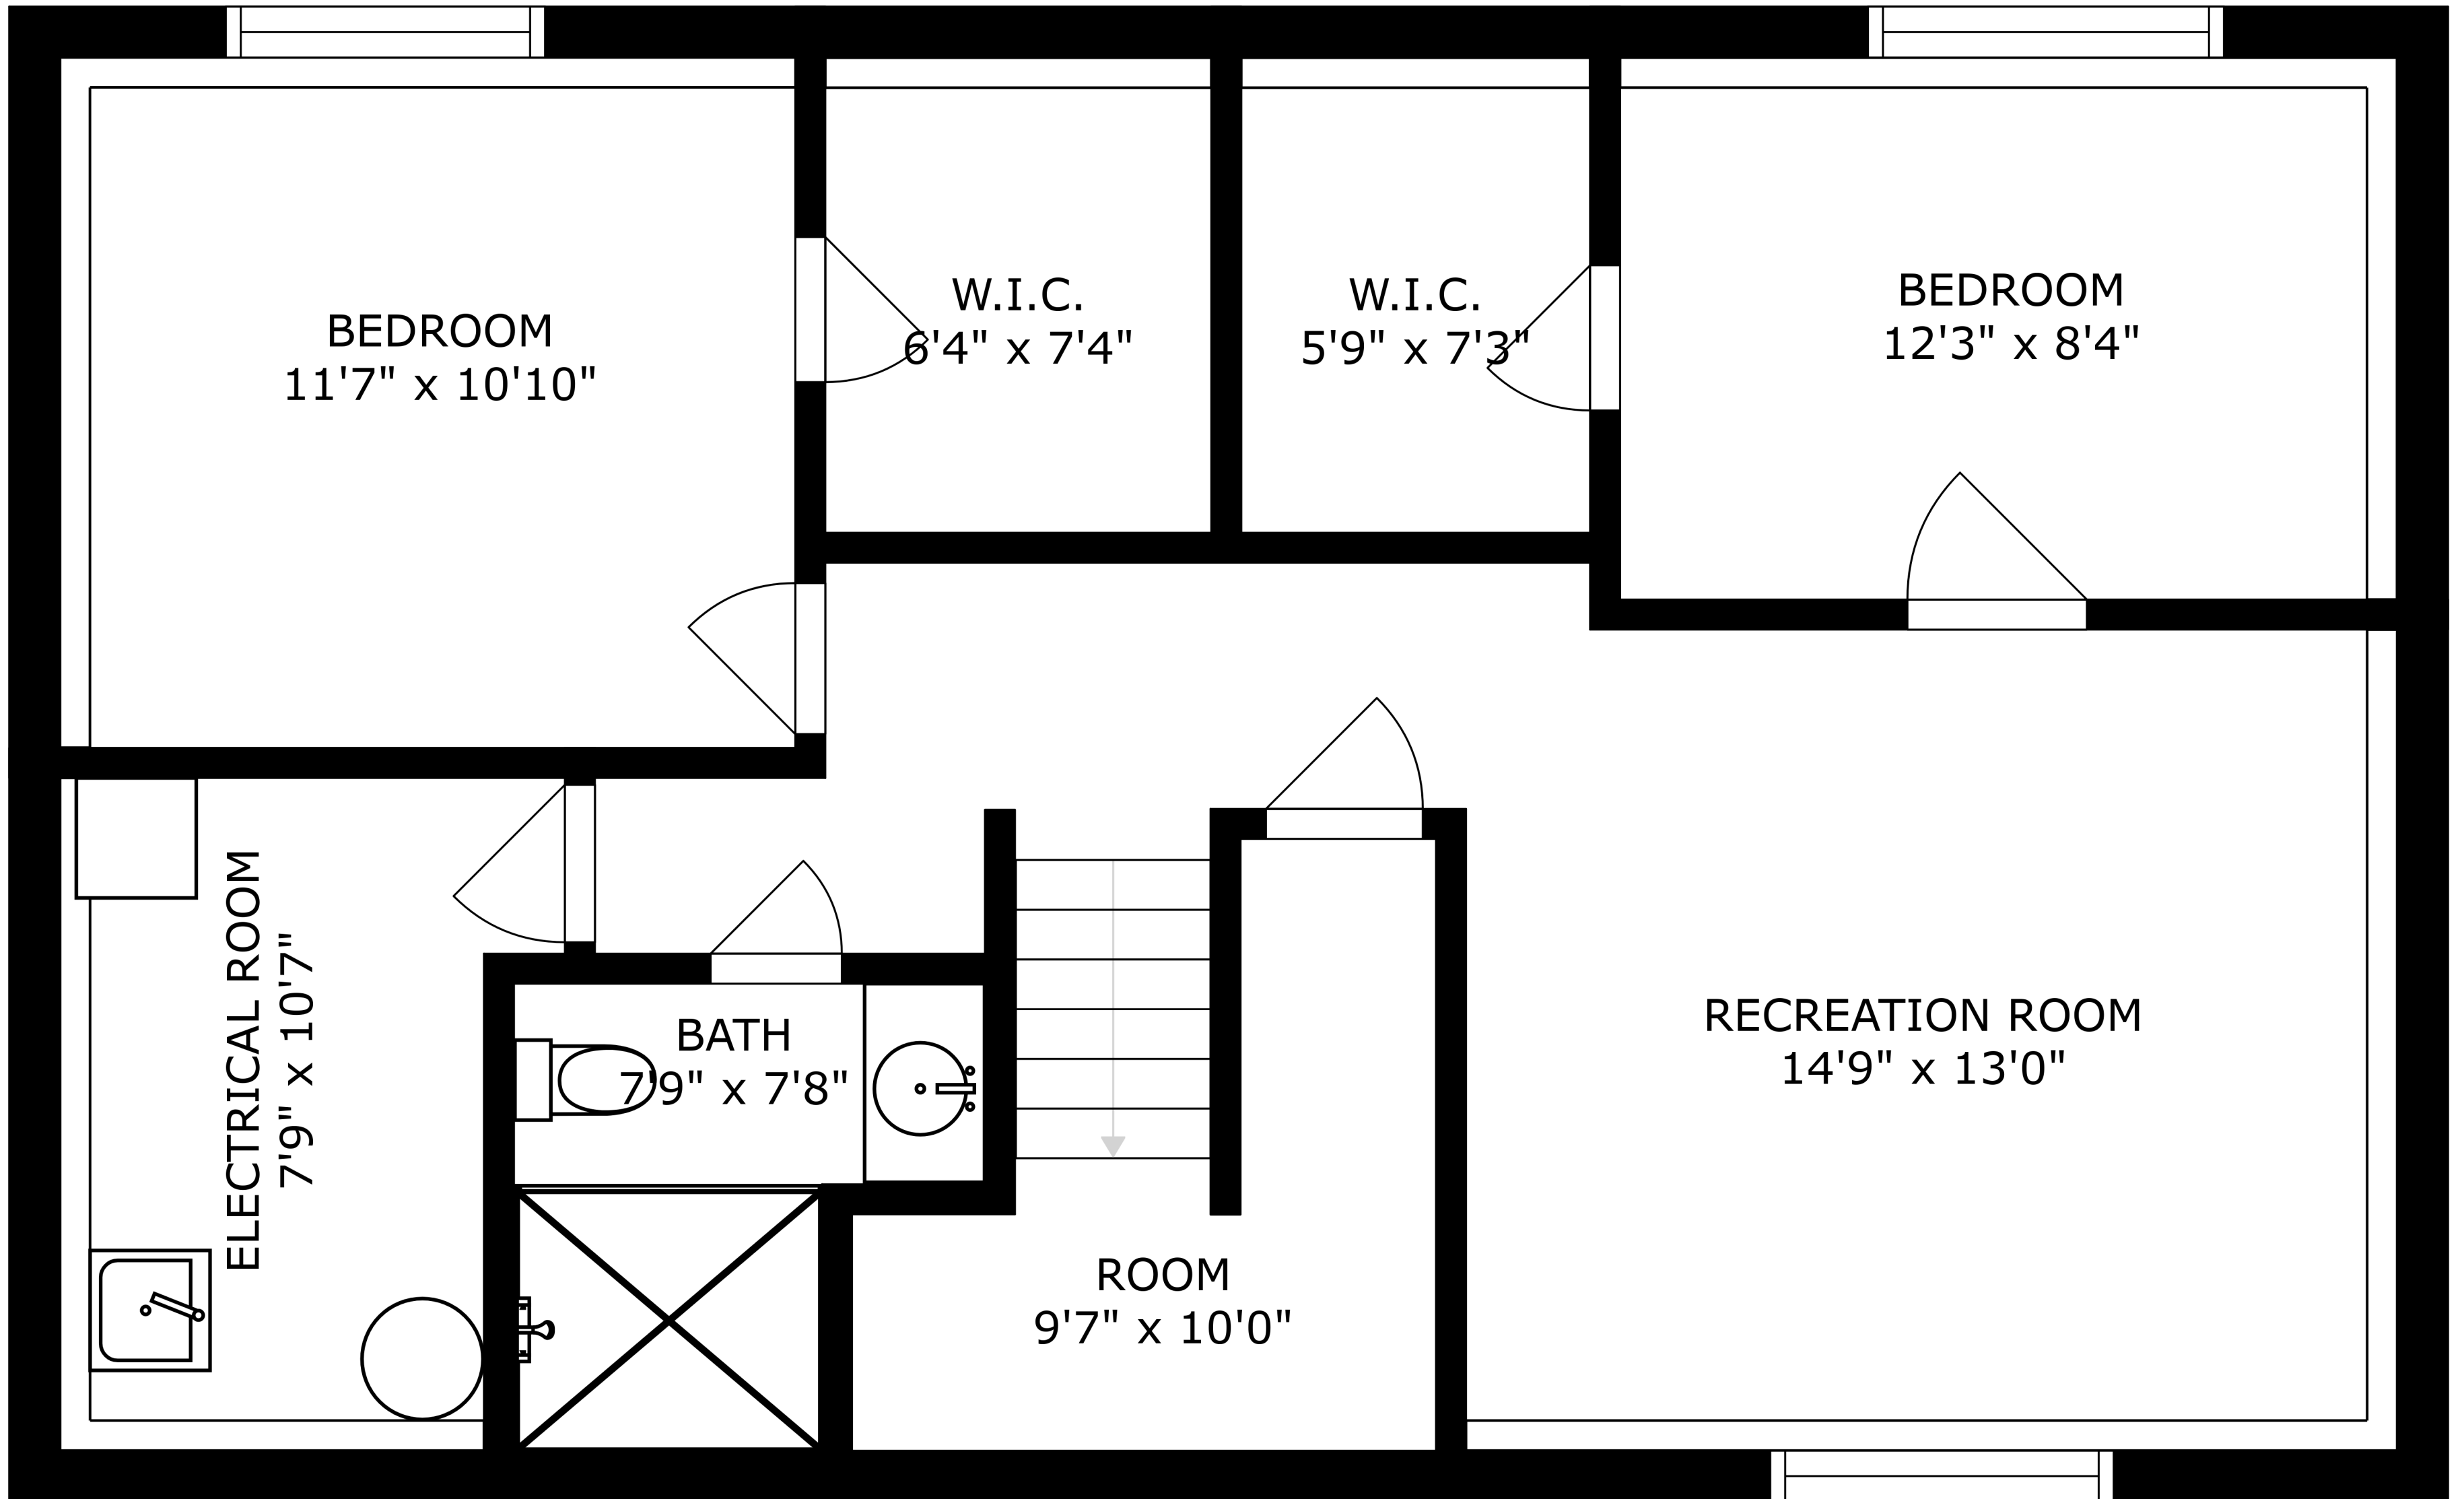 BEDROOM
11'7" x 10'10"
W.I.C.
6'4" x 7'4"
W.I.C.
5'9" x 7'3"
BEDROOM
12'3" x 8'4"
ELECTRICAL ROOM
7'9" x 10'7"
BATH
7'9" x 7'8"
ROOM
9'7" x 10'0"
RECREATION ROOM
14'9" x 13'0"